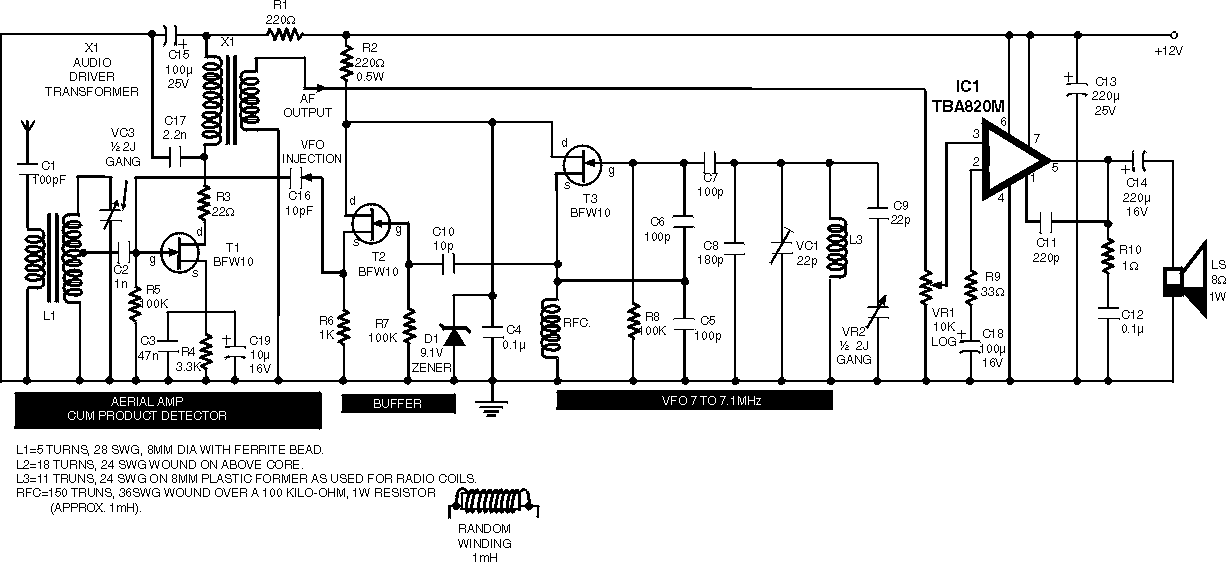 R1
220Ω
X1
AUDIO
DRIVER
TRANSFORMER
C15
100µ
25V
X1
R2
220Ω
0.5W
+12V
AF
OUTPUT
IC1
TBA820M
C13
220µ
25V
C17
2.2n
VC3
½ 2J
GANG
VFO
INJECTION
C16
10pF
C1
100pF
R3
22Ω
d
g
s
T1
BFW10
C2
1n
L1
R5
100K
C3
47n
R4
3.3K
C19
10µ
16V
d
s
g
T2
BFW10
C10
10p
R6
1K
R7
100K
D1
9.1V
ZENER
C4
0.1µ
d
s
g
T3
BFW10
C7
100p
C6
100p
C8
180p
VC1
22p
L3
C9
22p
RFC.
R8
100K
C5
100p
VR2
½ 2J
GANG
VR1
10K
LOG
3
2
6
7
1
4
5
R9
33Ω
C18
100µ
16V
C11
220p
C14
220µ
16V
R10
1Ω
C12
0.1µ
LS
8Ω
1W
AERIAL AMP
CUM PRODUCT DETECTOR
BUFFER
VFO 7 TO 7.1MHz
L1=5 TURNS, 28 SWG, 8MM DIA WITH FERRITE BEAD.
L2=18 TURNS, 24 SWG WOUND ON ABOVE CORE.
L3=11 TRUNS, 24 SWG ON 8MM PLASTIC FORMER AS USED FOR RADIO COILS.
RFC=150 TRUNS, 36SWG WOUND OVER A 100 KILO-OHM, 1W RESISTOR
(APPROX. 1mH).
RANDOM
WINDING
1mH